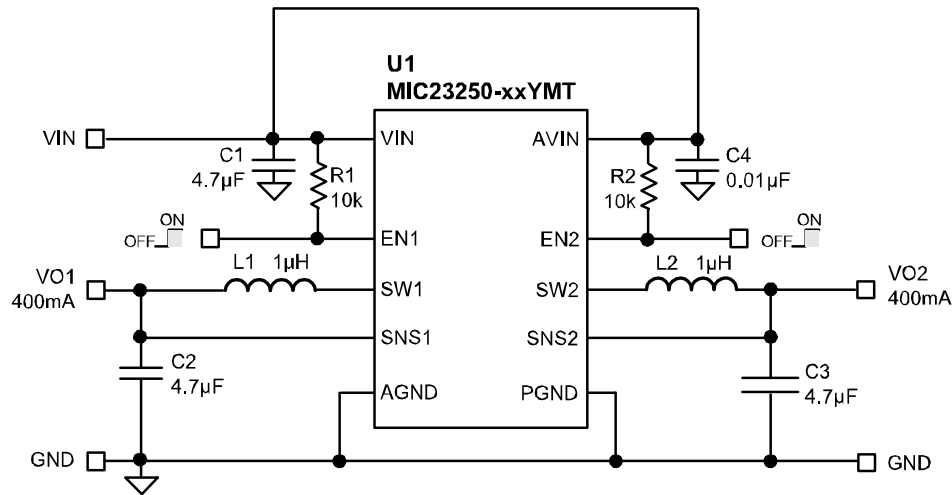 U1
MIC23250-xxYMT
VIN
VIN
AVIN
C1
4.7µF
R1
10k
R2
10k
C4
0.01µF
ON
OFF
EN1
EN2
ON
OFF
VO1
400mA
L1 1µH
SW1
SW2
L2 1µH
VO2
400mA
SNS1
SNS2
C2
4.7µF
AGND
PGND
C3
4.7µF
GND
GND